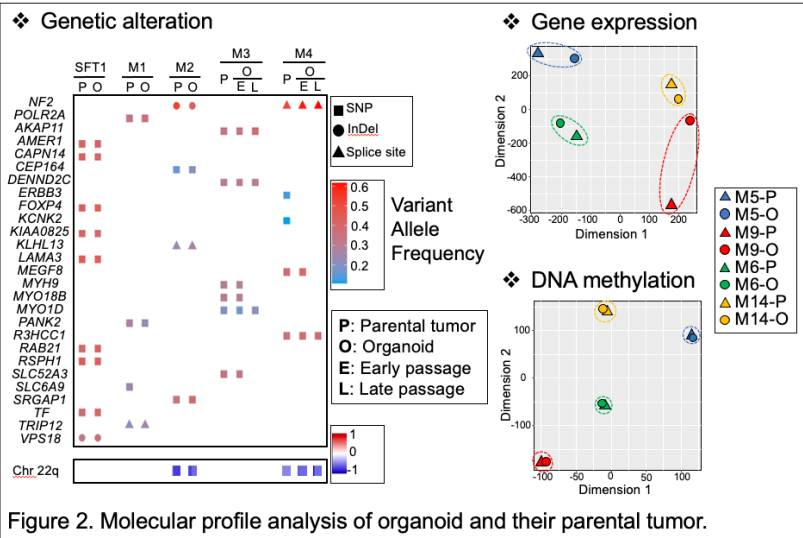 ❖ Genetic alteration
SFT1 M1 M2 M3 M4
P O P O P O P O P O
E L E L
NF2
POLR2A
AKAP11
AMER1
CAPN14
CEP164
DENND2C
ERBB3
FOXP4
KCNK2
KIAA0825
KLHL13
LAMA3
MEGF8
MYH9
MYO18B
MYO1D
PANK2
R3HCC1
RAB21
RSPH1
SLC52A3
SLC6A9
SRGAP1
TF
TRIP12
VPS18
Chr 22q
SNP
InDel
Splice site
0.6
0.5
0.4
0.3
0.2
Variant
Allele
Frequency
P: Parental tumor
O: Organoid
E: Early passage
L: Late passage
1
0
-1
❖ Gene expression
Dimension 2
200
0
-200
-400
-600
-300 -200 -100 0 100 200
Dimension 1
❖ DNA methylation
Dimension 2
100
0
-100
-100 -50 0 50 100
Dimension 1
M5-P
M5-O
M9-P
M9-O
M6-P
M6-O
M14-P
M14-O
Figure 2. Molecular profile analysis of organoid and their parental tumor.